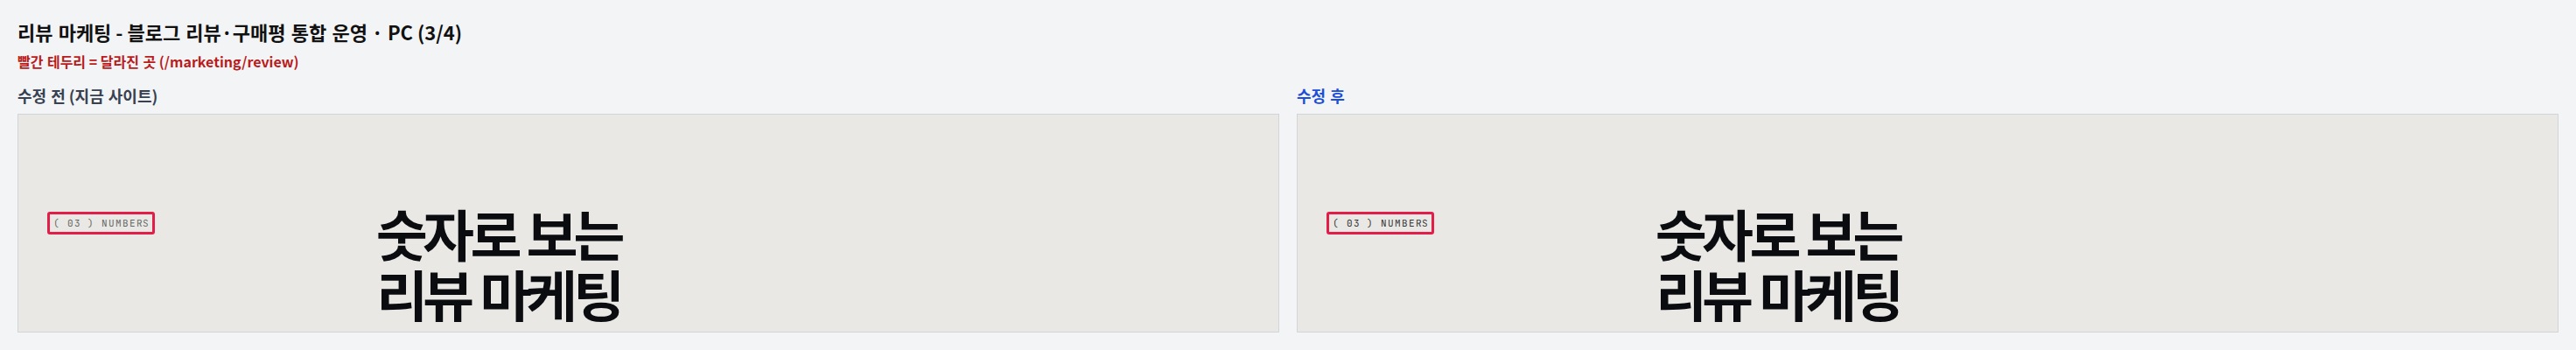 리뷰 마케팅 - 블로그 리뷰·구매평 통합 운영 · PC (3/4)
빨간 테두리 = 달라진 곳 (/marketing/review)
수정 전 (지금 사이트)
( 03 ) NUMBERS
숫자로 보는
리뷰 마케팅
수정 후
( 03 ) NUMBERS
숫자로 보는
리뷰 마케팅